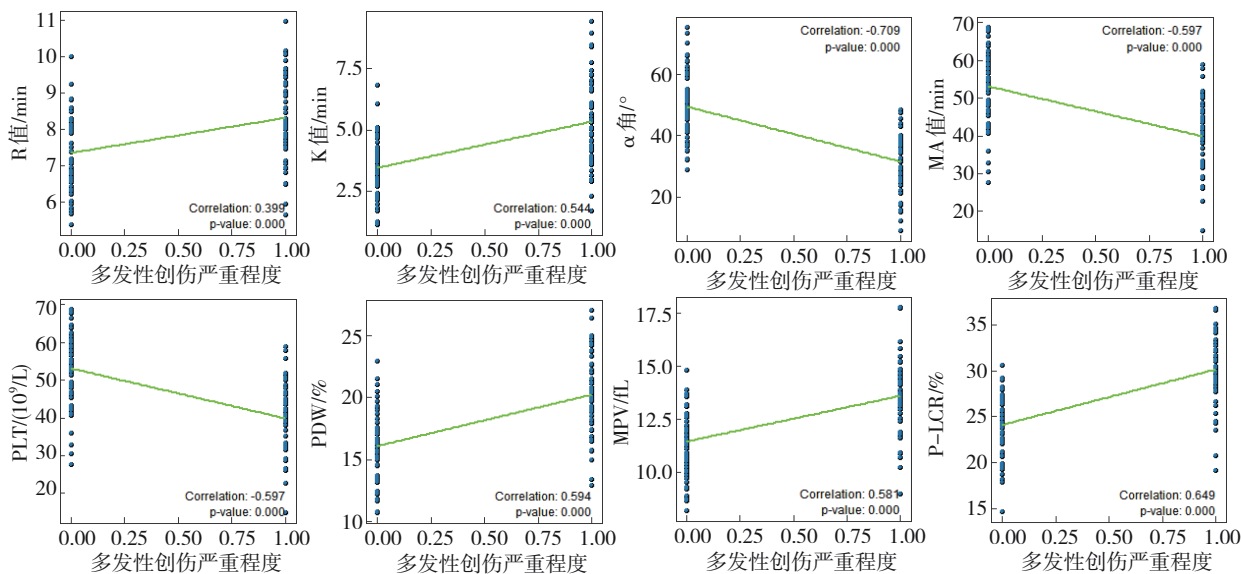 R值/min
11
10
9
8
7
6
Correlation: 0.399
p-value: 0.000
0.00 0.25 0.50 0.75 1.00
多发性创伤严重程度
K值/min
7.5
5.0
2.5
Correlation: 0.544
p-value: 0.000
0.00 0.25 0.50 0.75 1.00
多发性创伤严重程度
α角/°
60
40
20
Correlation: -0.709
p-value: 0.000
0.00 0.25 0.50 0.75 1.00
多发性创伤严重程度
MA值/min
70
60
50
40
30
20
Correlation: -0.597
p-value: 0.000
0.00 0.25 0.50 0.75 1.00
多发性创伤严重程度
PLT/(10⁹/L)
70
60
50
40
30
20
Correlation: -0.597
p-value: 0.000
0.00 0.25 0.50 0.75 1.00
多发性创伤严重程度
PDW/%
25
20
15
10
Correlation: 0.594
p-value: 0.000
0.00 0.25 0.50 0.75 1.00
多发性创伤严重程度
MPV/fL
17.5
15.0
12.5
10.0
Correlation: 0.581
p-value: 0.000
0.00 0.25 0.50 0.75 1.00
多发性创伤严重程度
P-LCR/%
35
30
25
20
15
Correlation: 0.649
p-value: 0.000
0.00 0.25 0.50 0.75 1.00
多发性创伤严重程度